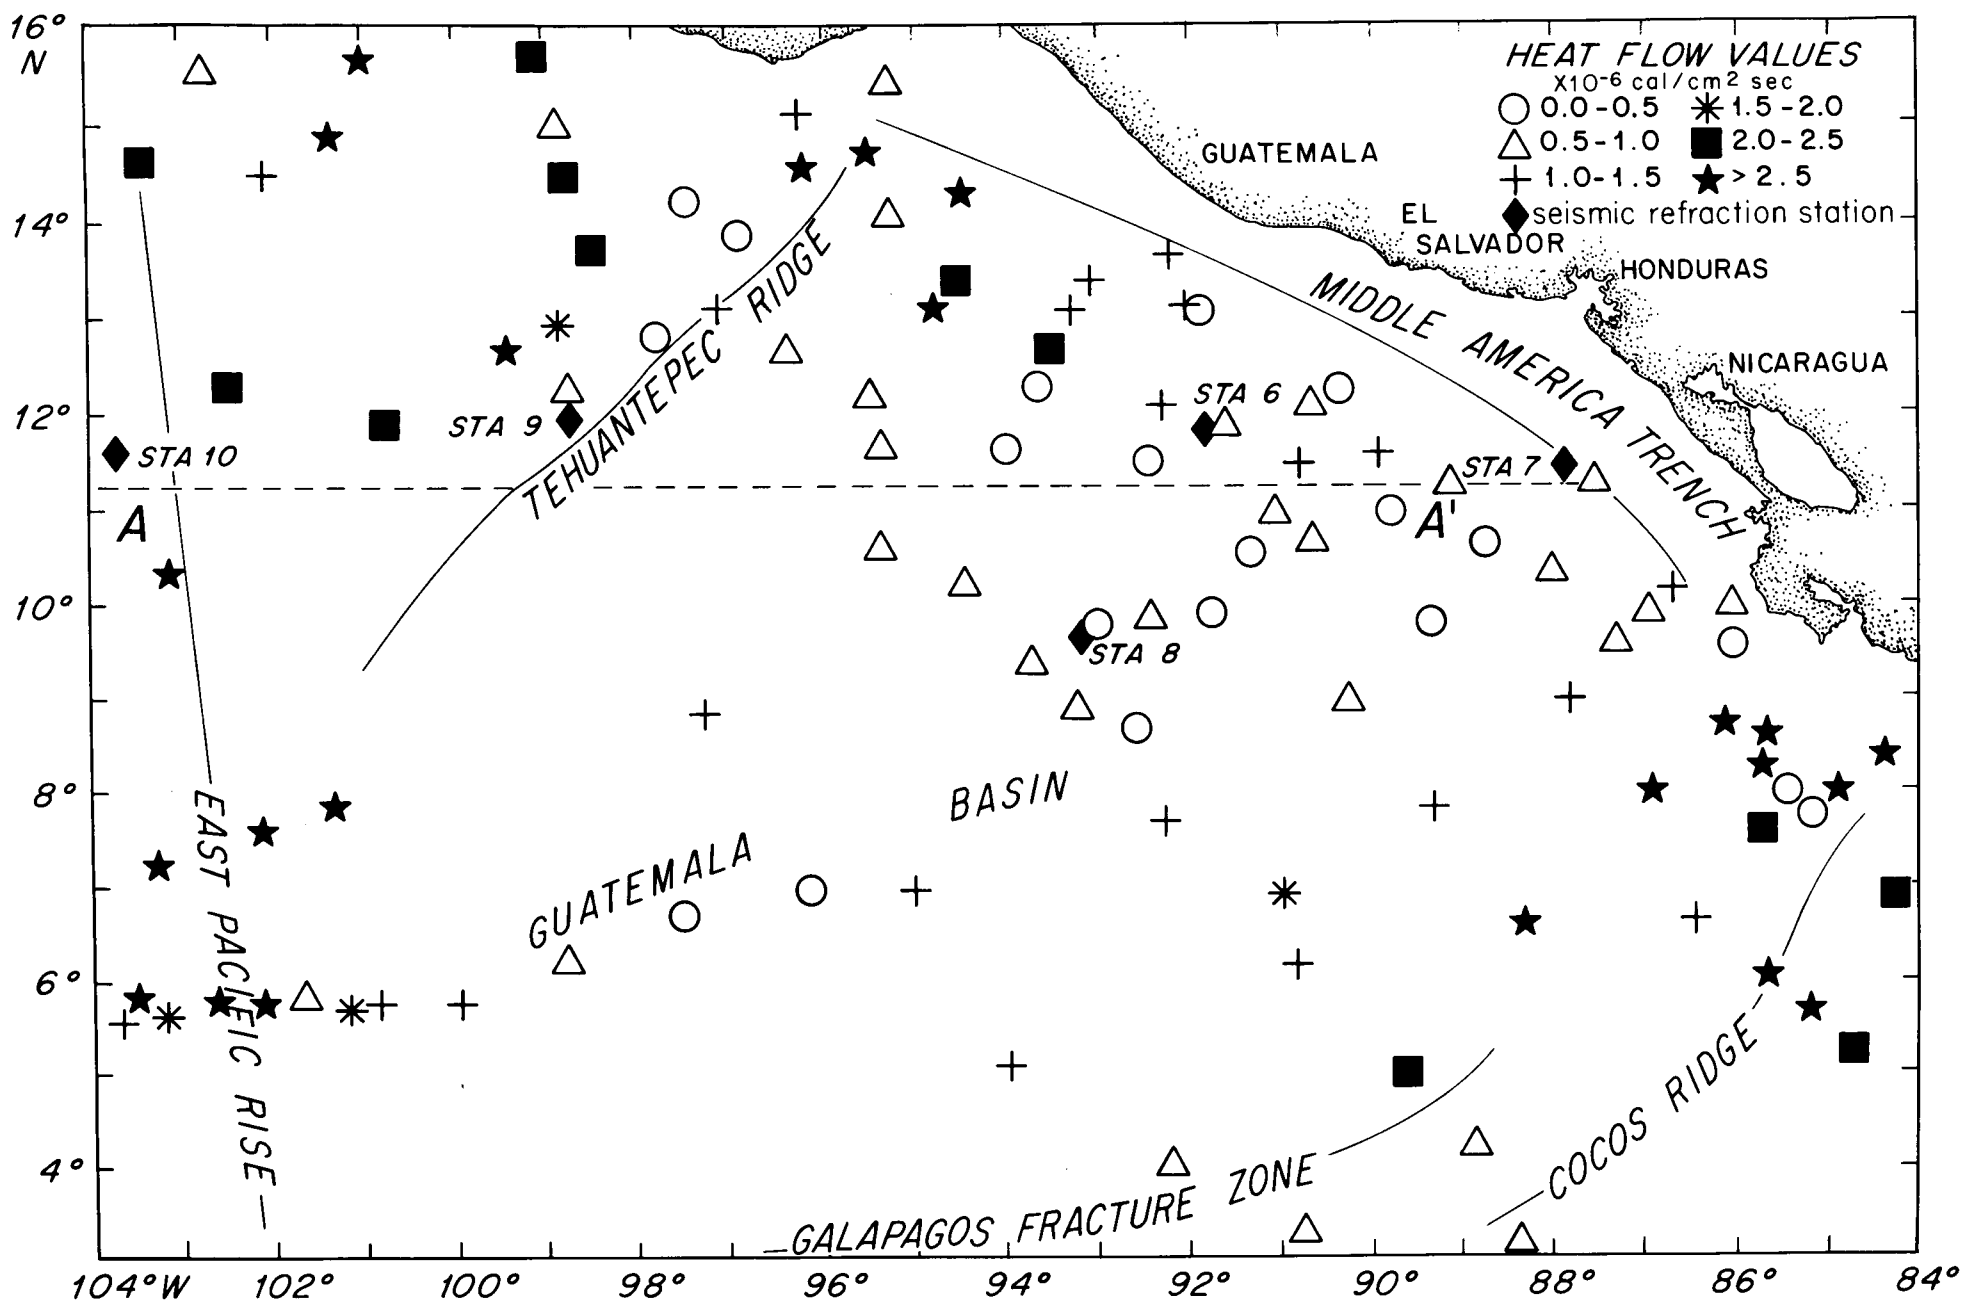 16°
N
14°
12°
10°
8°
6°
4°
104°W
102°
100°
98°
96°
94°
92°
90°
88°
86°
84°
HEAT FLOW VALUES
X10⁻⁶ cal/cm² sec
0.0-0.5
1.5-2.0
0.5-1.0
2.0-2.5
1.0-1.5
>2.5
seismic refraction station
GUATEMALA
EL
SALVADOR
HONDURAS
NICARAGUA
MIDDLE AMERICA TRENCH
TEHUANTEPEC RIDGE
STA 6
STA 9
STA 10
STA 7
STA 8
A
A'
GUATEMALA BASIN
EAST PACIFIC RISE
GALAPAGOS FRACTURE ZONE
COCOS RIDGE